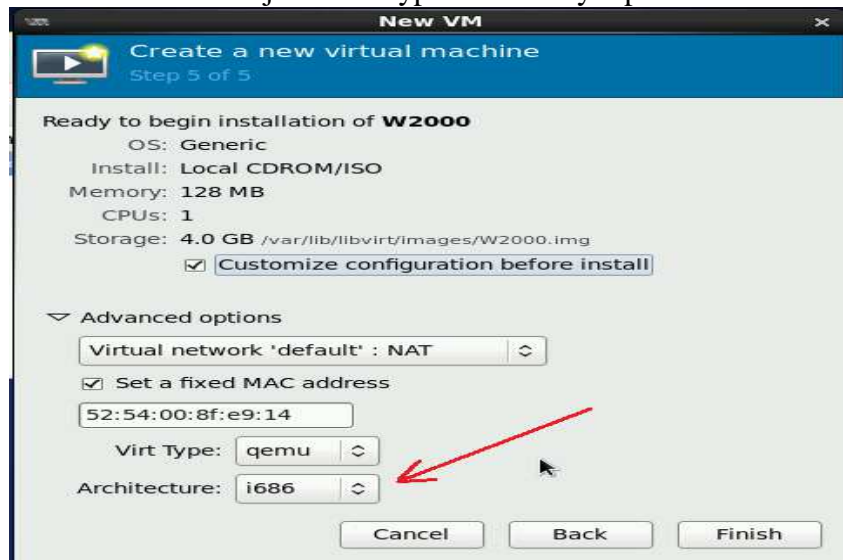 New VM
Create a new virtual machine
Step 5 of 5
Ready to begin installation of W2000
OS: Generic
Install: Local CDROM/ISO
Memory: 128 MB
CPUs: 1
Storage: 4.0 GB /var/lib/libvirt/images/W2000.img
Customize configuration before install
Advanced options
Virtual network 'default' : NAT
Set a fixed MAC address
52:54:00:8f:e9:14
Virt Type: qemu
Architecture: i686
Cancel Back Finish